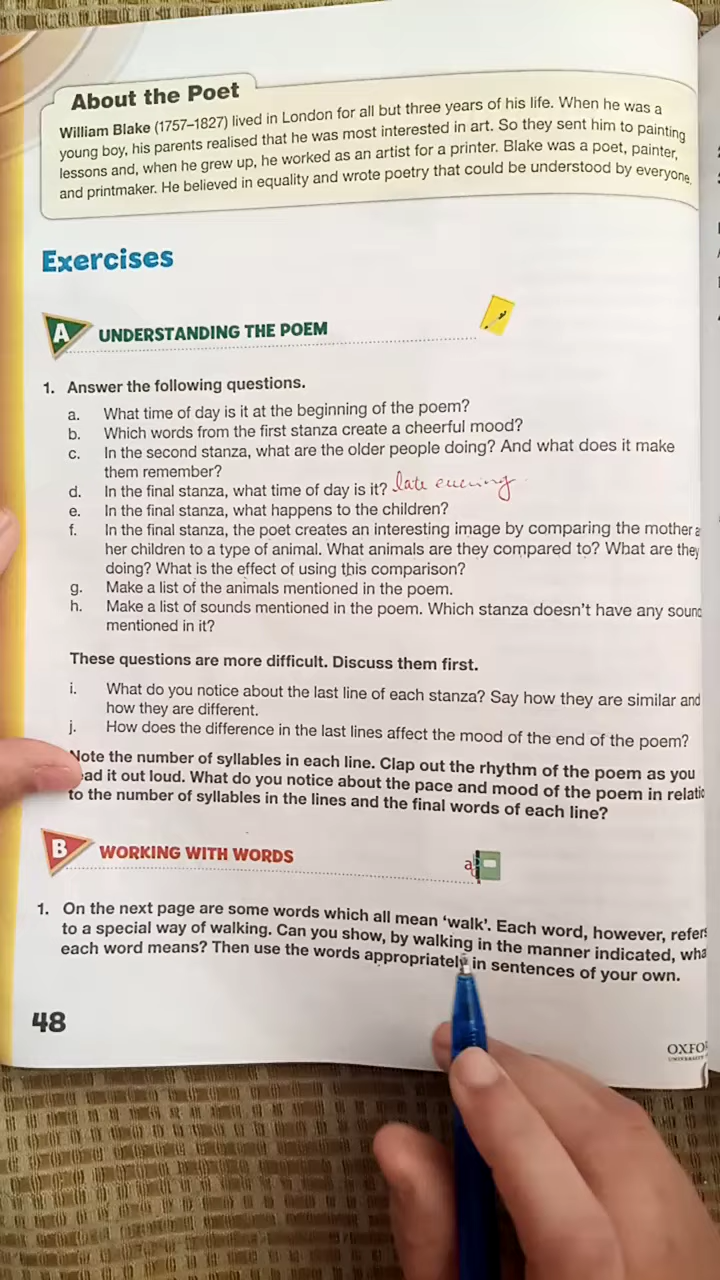 About the Poet
William Blake (1757–1827) lived in London for all but three years of his life. When he was a
young boy, his parents realised that he was most interested in art. So they sent him to painting
lessons and, when he grew up, he worked as an artist for a printer. Blake was a poet, painter,
and printmaker. He believed in equality and wrote poetry that could be understood by everyone.
Exercises
A UNDERSTANDING THE POEM
1. Answer the following questions.
a. What time of day is it at the beginning of the poem?
b. Which words from the first stanza create a cheerful mood?
c. In the second stanza, what are the older people doing? And what does it make
them remember?
d. In the final stanza, what time of day is it? late evening
e. In the final stanza, what happens to the children?
f. In the final stanza, the poet creates an interesting image by comparing the mother
her children to a type of animal. What animals are they compared to? What are they
doing? What is the effect of using this comparison?
g. Make a list of the animals mentioned in the poem.
h. Make a list of sounds mentioned in the poem. Which stanza doesn't have any
mentioned in it?
These questions are more difficult. Discuss them first.
i. What do you notice about the last line of each stanza? Say how they are similar and
how they are different.
j. How does the difference in the last lines affect the mood of the end of the poem?
Note the number of syllables in each line. Clap out the rhythm of the poem as you
it out loud. What do you notice about the pace and mood of the poem in
to the number of syllables in the lines and the final words of each line?
B WORKING WITH WORDS
1. On the next page are some words which all mean 'walk'. Each word, however, refers
to a special way of walking. Can you show, by walking in the manner indicated,
each word means? Then use the words appropriately in sentences of your own.
48